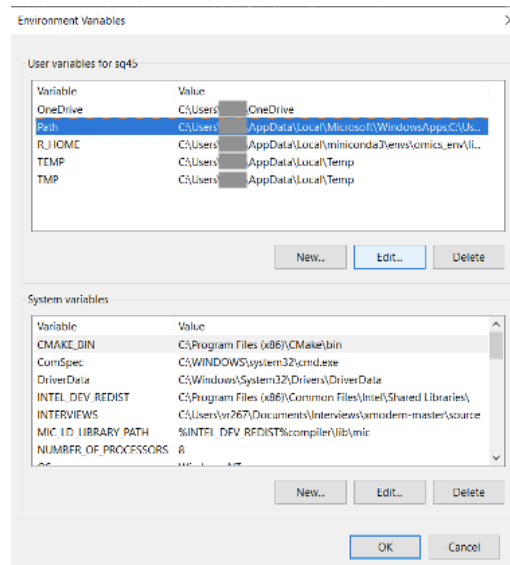 Environment Variables
User variables for sq45
Variable Value
OneDrive C:\Users\ \OneDrive
Path C:\Users\ \AppData\Local\Microsoft\WindowsApps;C:\Us...
R_HOME C:\Users\ \AppData\Local\miniconda3\envs\omics_env\li...
TEMP C:\Users\ \AppData\Local\Temp
TMP C:\Users\ \AppData\Local\Temp
New... Edit... Delete
System variables
Variable Value
CMAKE_BIN C:\Program Files (x86)\CMake\bin
ComSpec C:\WINDOWS\system32\cmd.exe
DriverData C:\Windows\System32\Drivers\DriverData
INTEL_DEV_REDIST C:\Program Files (x86)\Common Files\Intel\Shared Libraries\
INTERVIEWS C:\Users\vr267\Documents\Interviews\xmodem-master\source
MIC_LD_LIBRARY_PATH %INTEL_DEV_REDIST%compiler\lib\mic
NUMBER_OF_PROCESSORS 8
New... Edit... Delete
OK Cancel